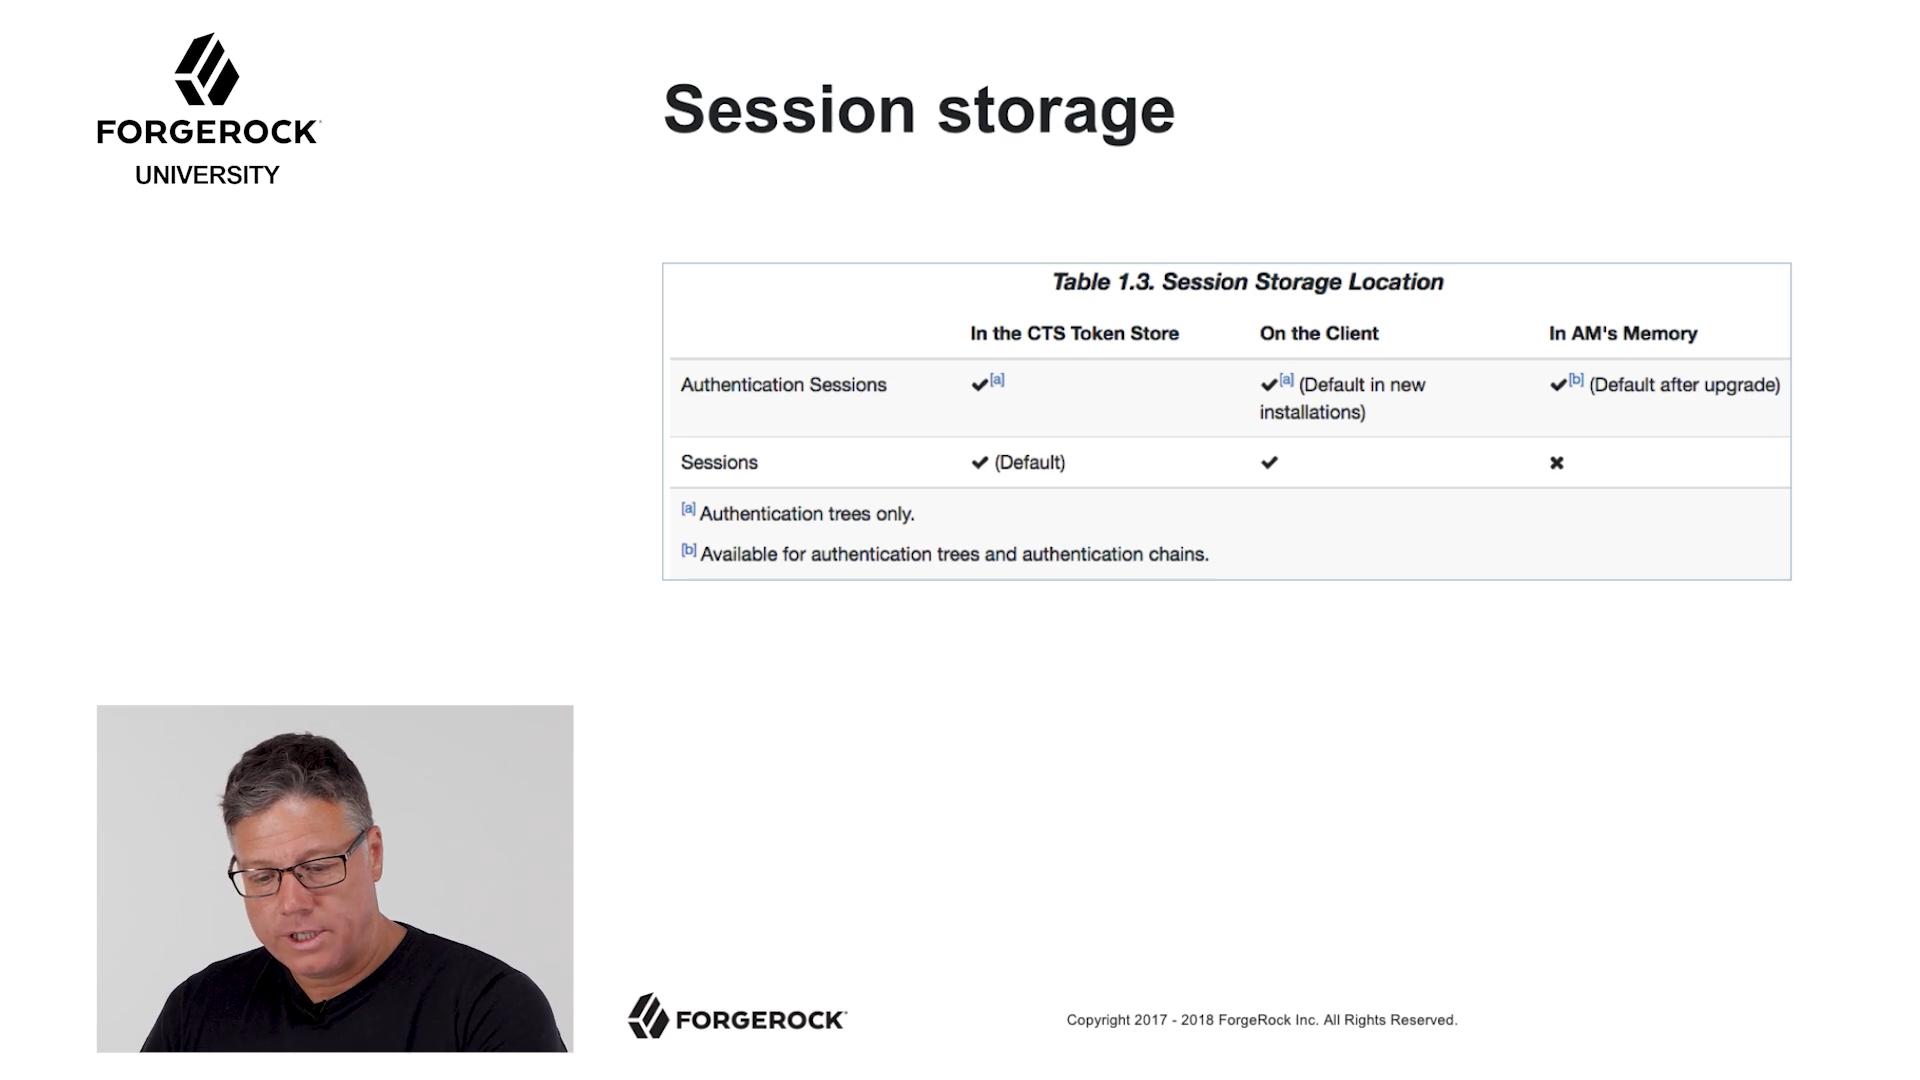 FORGEROCK
UNIVERSITY
Session storage
Table 1.3. Session Storage Location
In the CTS Token Store On the Client In AM's Memory
Authentication Sessions ✔[a] ✔[a] (Default in new installations) ✔[b] (Default after upgrade)
Sessions ✔ (Default) ✔ ✖
[a] Authentication trees only.
[b] Available for authentication trees and authentication chains.
FORGEROCK
Copyright 2017 - 2018 ForgeRock Inc. All Rights Reserved.